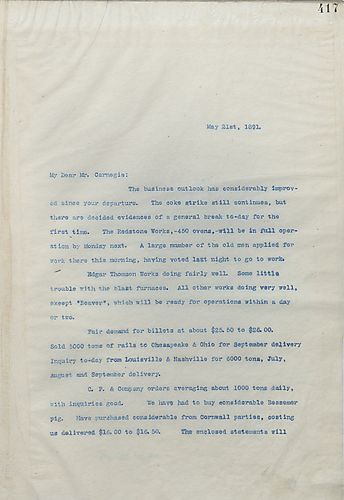 417
May 21st, 1891.
My Dear Mr. Carnegie:
The business outlook has considerably improv-
ed since your departure. The coke strike still continues, but
there are decided evidences of a general break to-day for the
first time. The Redstone Works,-450 ovens,-will be in full oper-
ation by Monday next. A large number of the old men applied for
work there this morning, having voted last night to go to work.
Edgar Thomson Works doing fairly well. Some little
trouble with the blast furnaces. All other works doing very well,
except "Beaver", which will be ready for operations within a day
or two.
Fair demand for billets at about $25.50 to $26.00.
Sold 5000 tons of rails to Chesapeake & Ohio for September delivery
Inquiry to-day from Louisville & Nashville for 6000 tons, July,
August and September delivery.
C. P. & Company orders averaging about 1000 tons daily,
with inquiries good. We have had to buy considerable Bessemer
pig. Have purchased considerable from Cornwall parties, costing
us delivered $16.00 to $16.50. The enclosed statements will